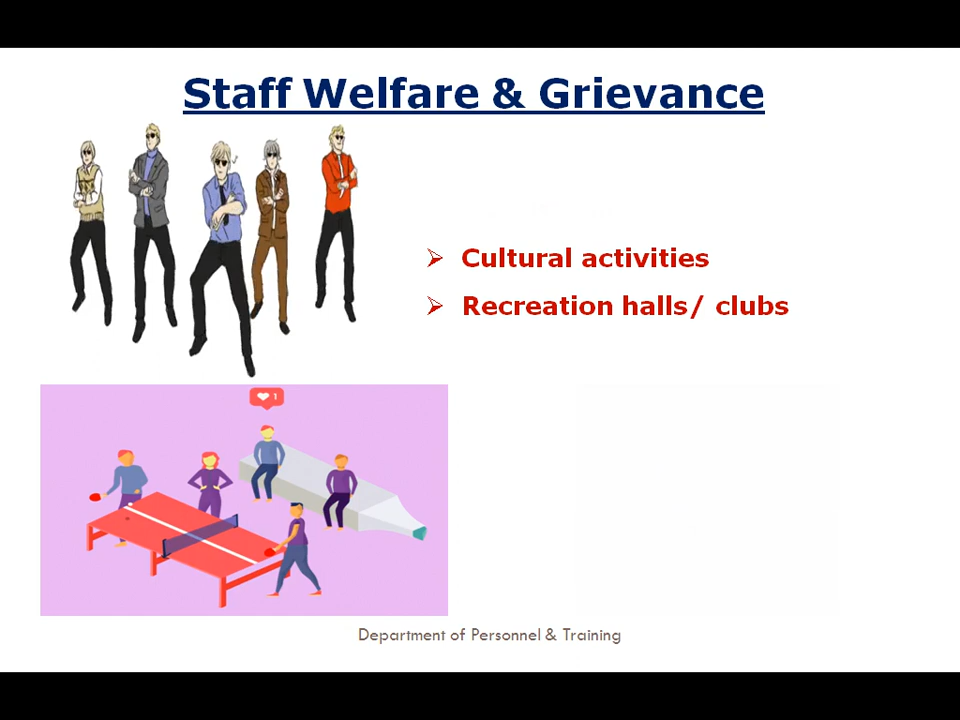 Staff Welfare & Grievance
➢ Cultural activities
➢ Recreation halls/ clubs
1
Department of Personnel & Training